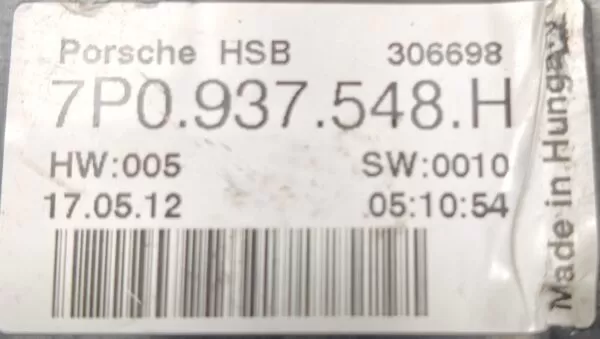 Porsche HSB 306698
7P0.937.548.H
HW:005 SW:0010
17.05.12 05:10:54
Made in Hungary